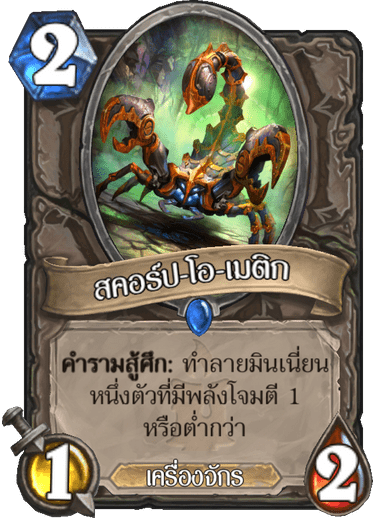 2
สคอร์ป-โอ-เมติก
คำรามสู้ศึก: ทำลายมินเนี่ยน
หนึ่งตัวที่มีพลังโจมตี 1
หรือต่ำกว่า
1
เครื่องจักร
2